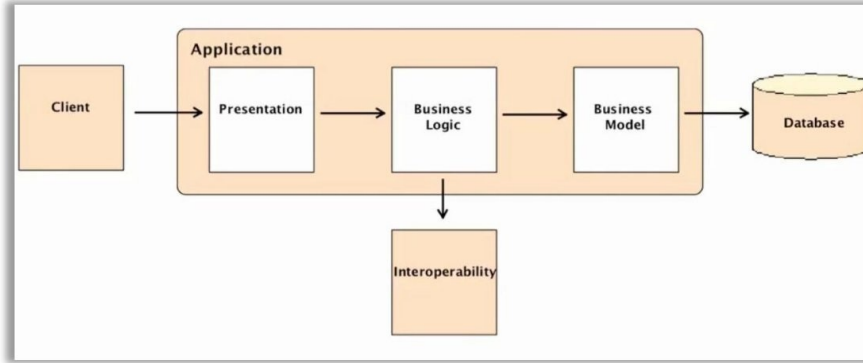 Application
Client
Presentation
Business
Logic
Business
Model
Database
Interoperability